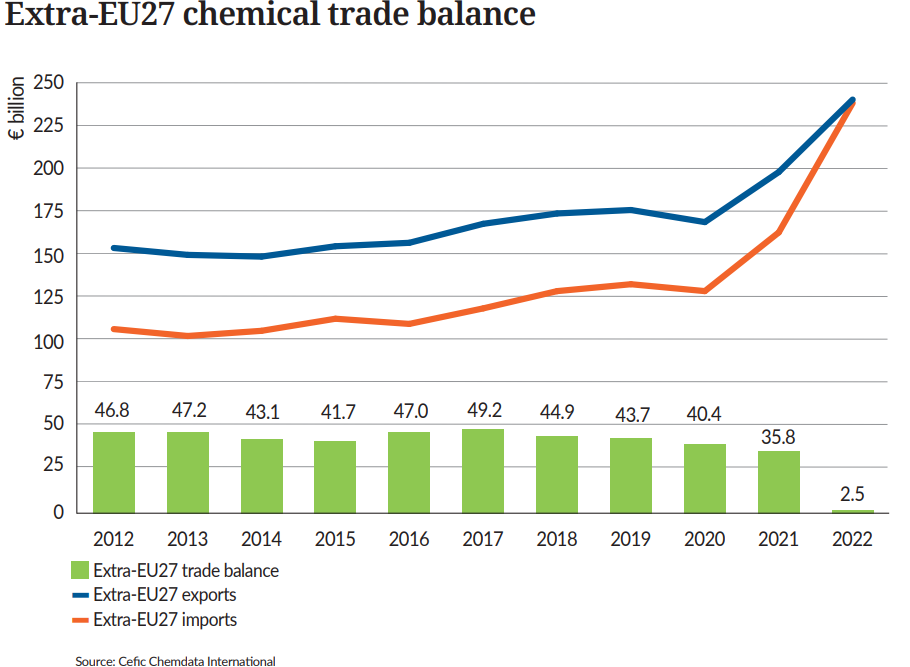 Extra-EU27 chemical trade balance
€ billion
250
225
200
175
150
125
100
75
50
25
0
46.8 47.2 43.1 41.7 47.0 49.2 44.9 43.7 40.4 35.8 2.5
2012 2013 2014 2015 2016 2017 2018 2019 2020 2021 2022
Extra-EU27 trade balance
Extra-EU27 exports
Extra-EU27 imports
Source: Cefic Chemdata International